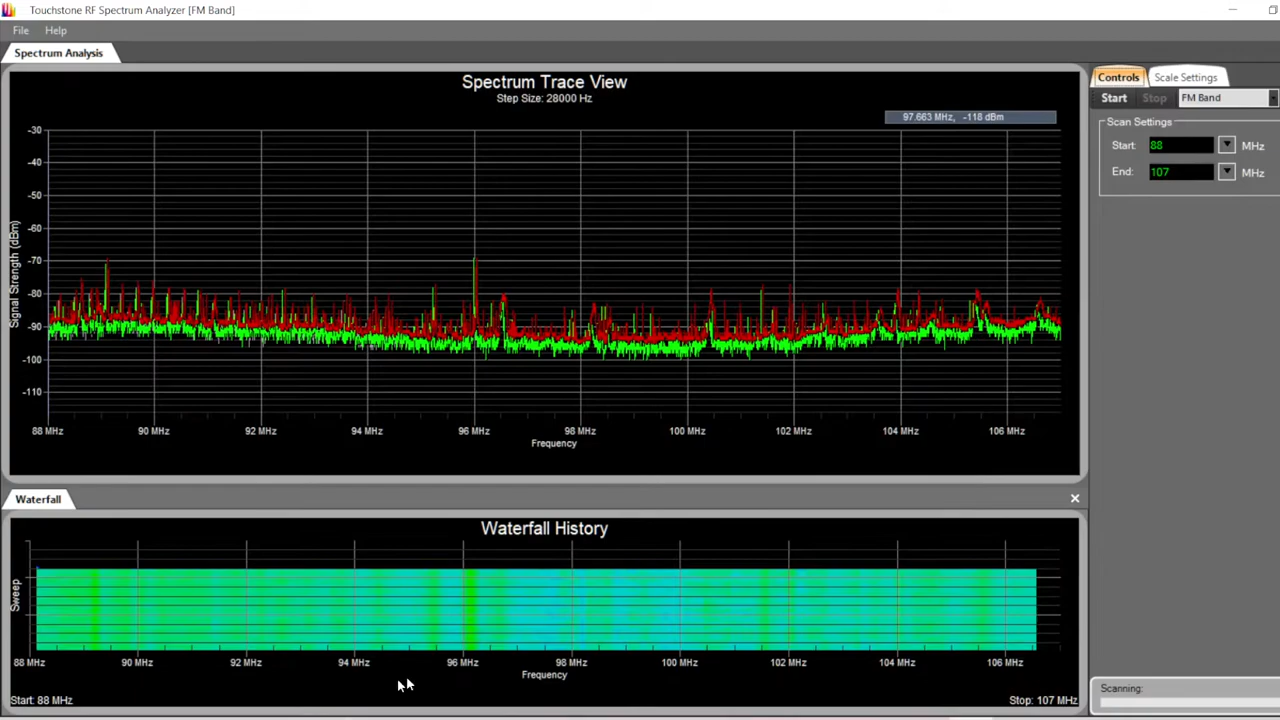 Touchstone RF Spectrum Analyzer [FM Band]
File Help
Spectrum Analysis
Spectrum Trace View
Step Size: 28000 Hz
97.663 MHz, -118 dBm
-30
-40
-50
-60
-70
-80
-90
-100
-110
Signal Strength (dBm)
88 MHz 90 MHz 92 MHz 94 MHz 96 MHz 98 MHz 100 MHz 102 MHz 104 MHz 106 MHz
Frequency
Controls Scale Settings
Start Stop FM Band
Scan Settings
Start: 88 MHz
End: 107 MHz
Waterfall
Waterfall History
Sweep
88 MHz 90 MHz 92 MHz 94 MHz 96 MHz 98 MHz 100 MHz 102 MHz 104 MHz 106 MHz
Frequency
Start: 88 MHz Stop: 107 MHz
Scanning: